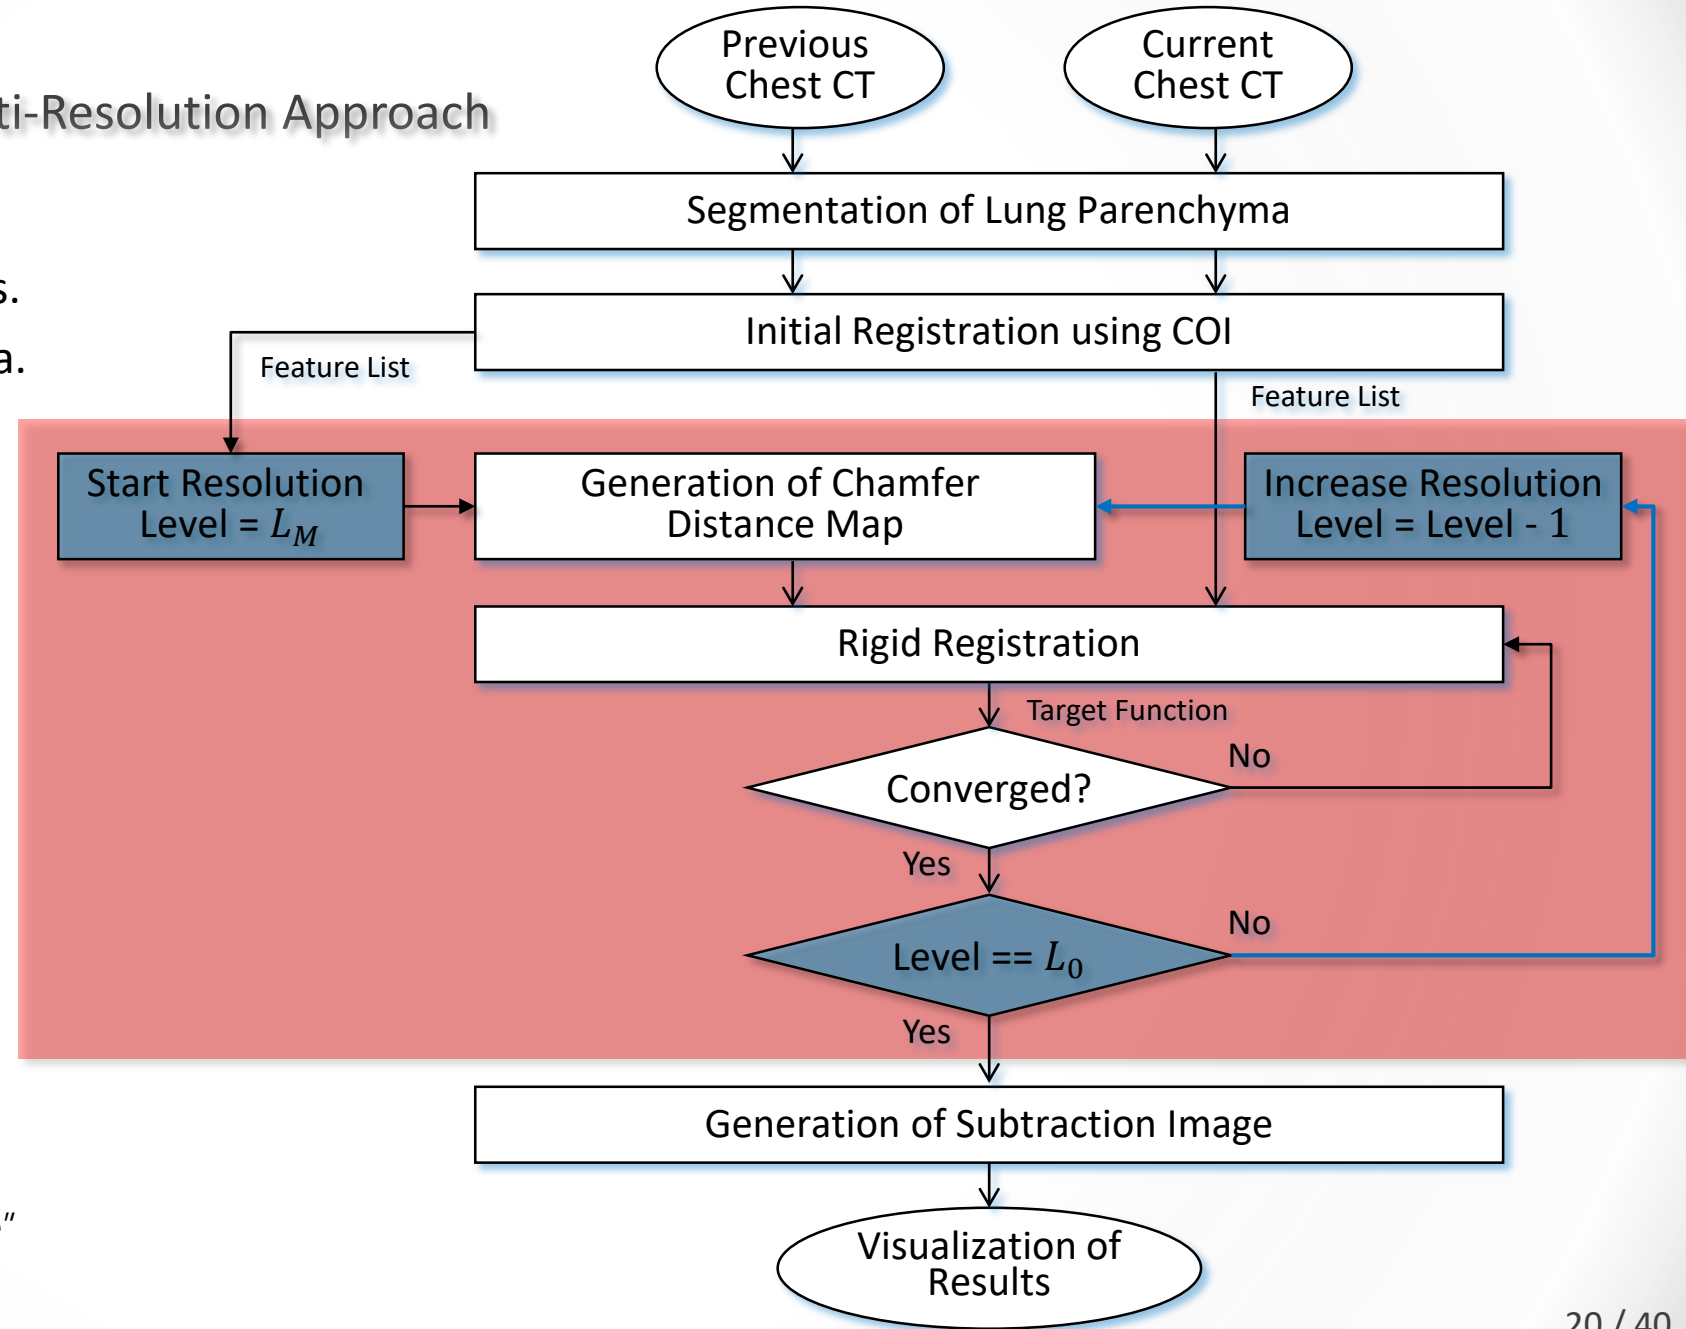 Previous
Chest CT
Current
Chest CT
ti-Resolution Approach
Segmentation of Lung Parenchyma
s.
Initial Registration using COI
a.
Feature List
Feature List
Start Resolution
Level = L_M
Generation of Chamfer
Distance Map
Increase Resolution
Level = Level - 1
Rigid Registration
Target Function
No
Converged?
Yes
No
Level == L_0
Yes
Generation of Subtraction Image
Visualization of
Results
20 / 40